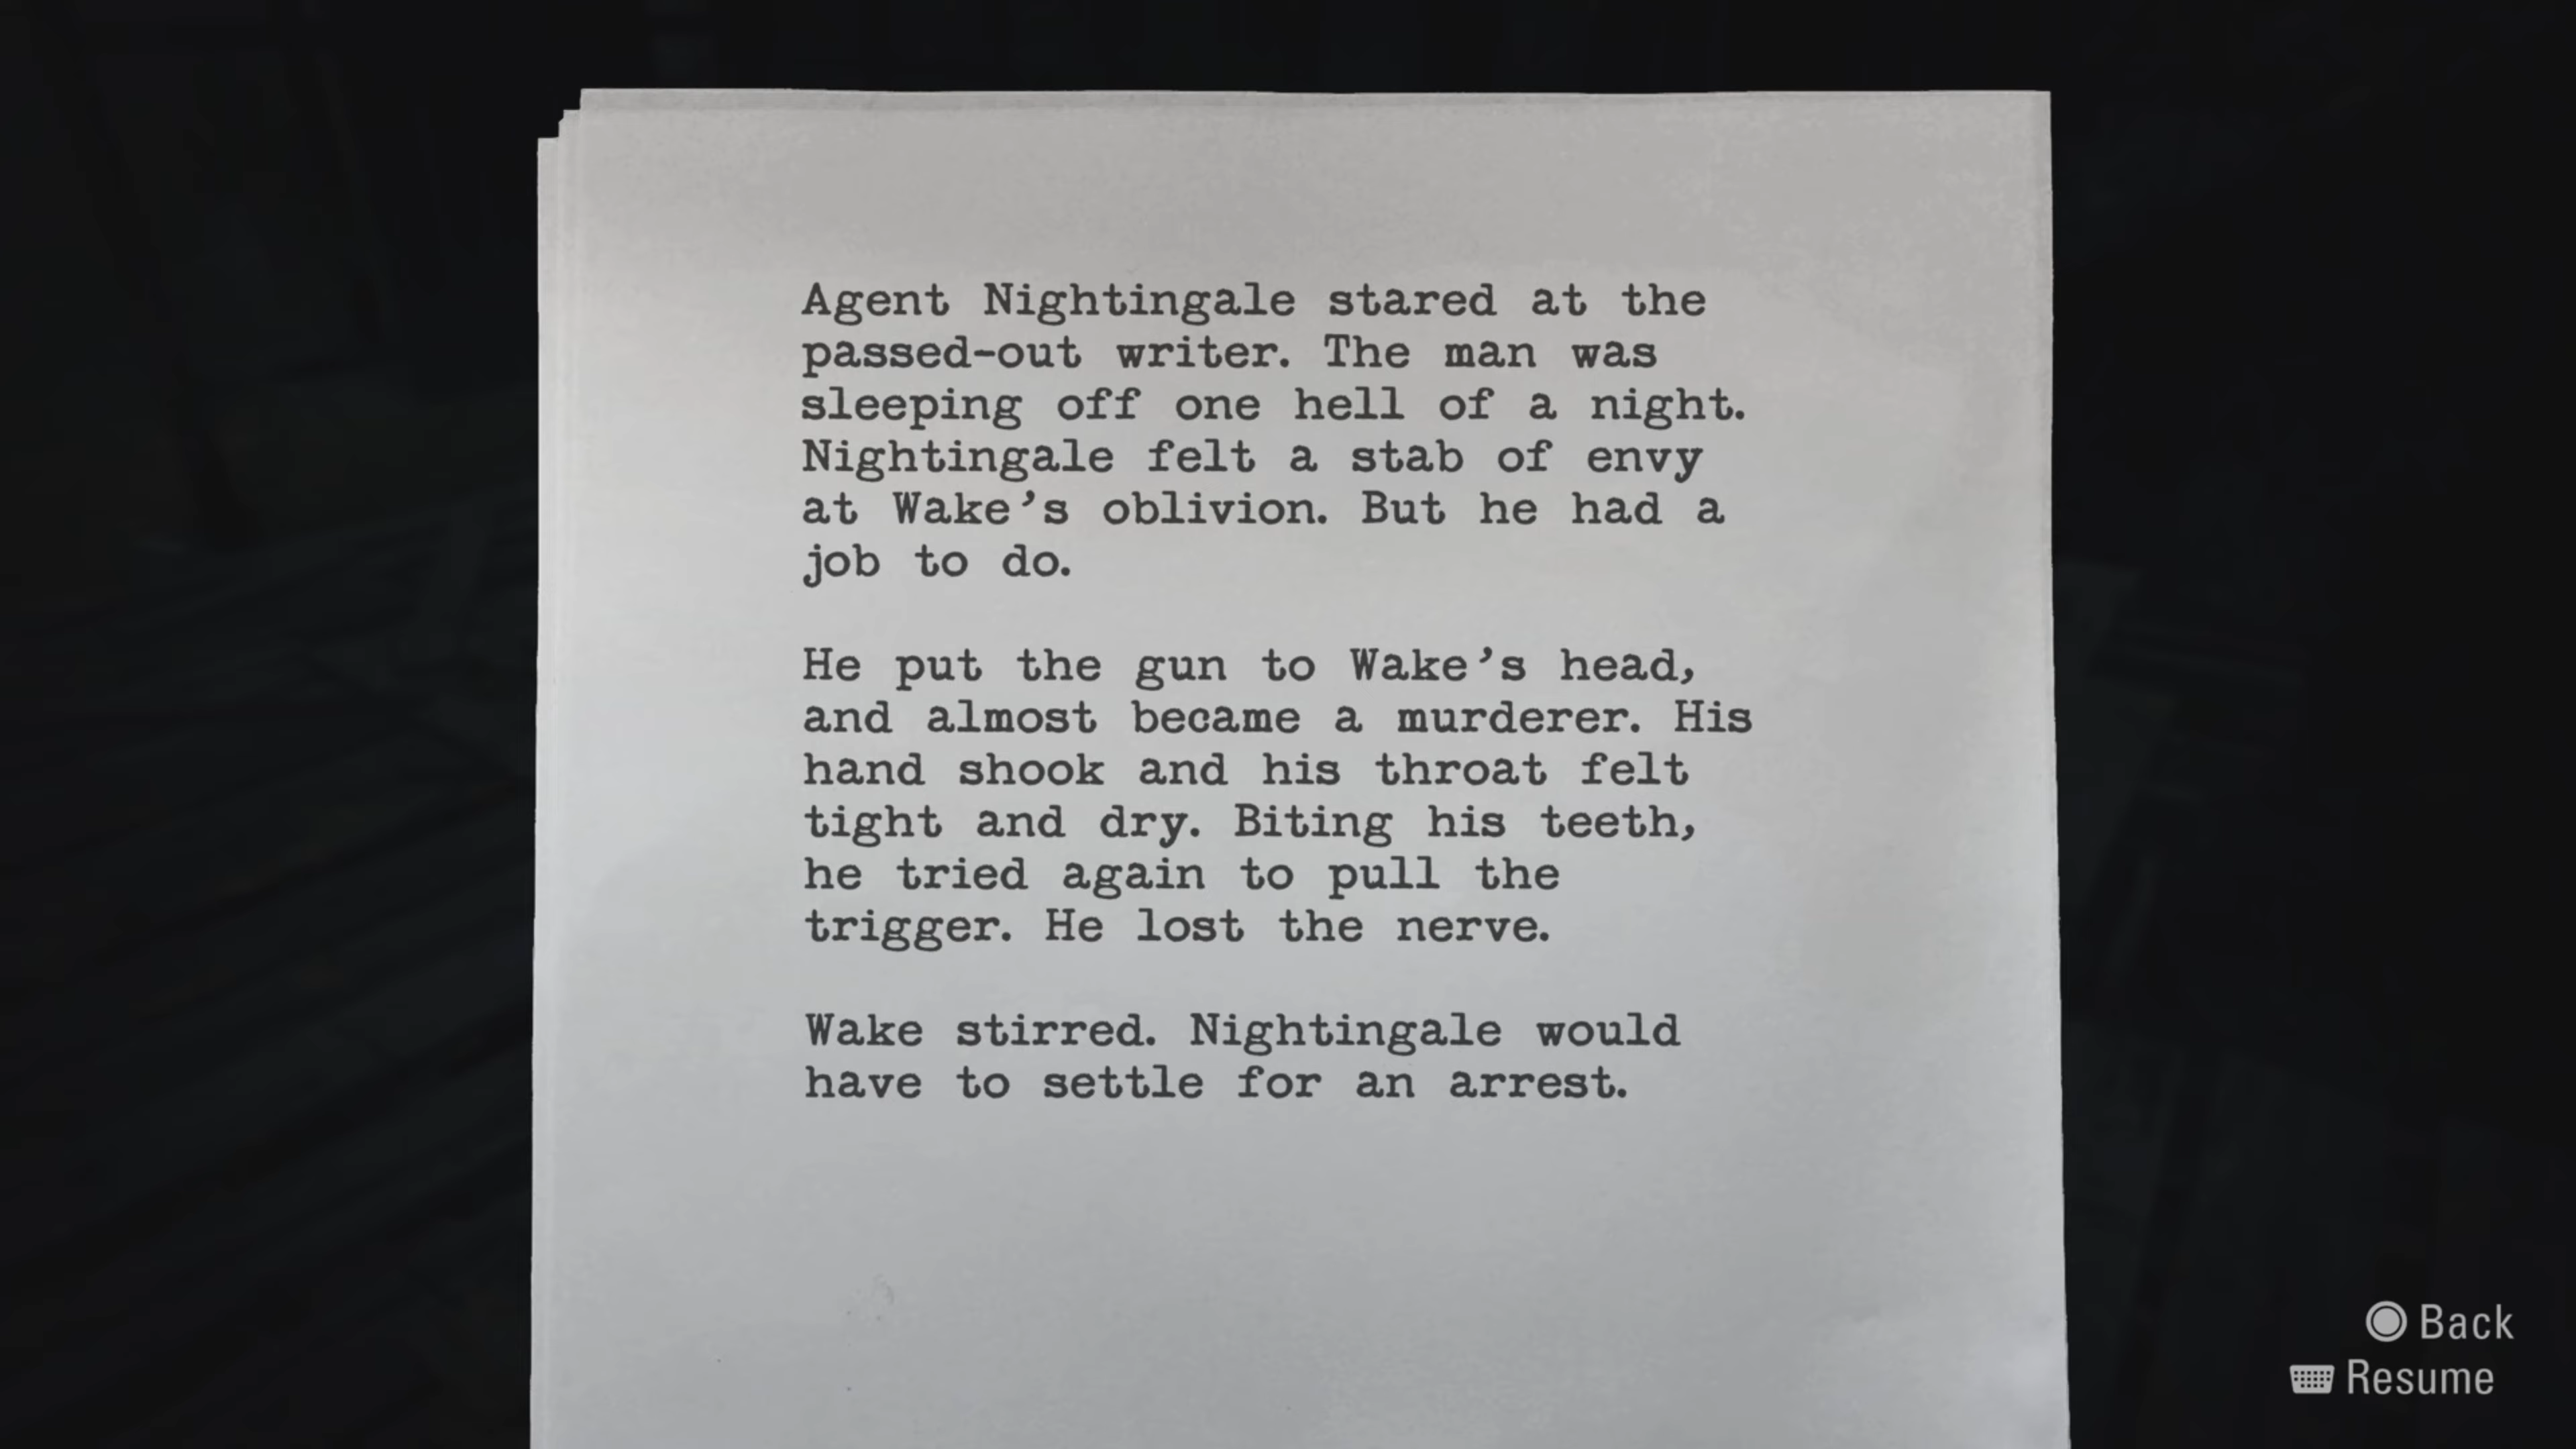 Agent Nightingale stared at the
passed-out writer. The man was
sleeping off one hell of a night.
Nightingale felt a stab of envy
at Wake’s oblivion. But he had a
job to do.
He put the gun to Wake’s head,
and almost became a murderer. His
hand shook and his throat felt
tight and dry. Biting his teeth,
he tried again to pull the
trigger. He lost the nerve.
Wake stirred. Nightingale would
have to settle for an arrest.
Back
Resume